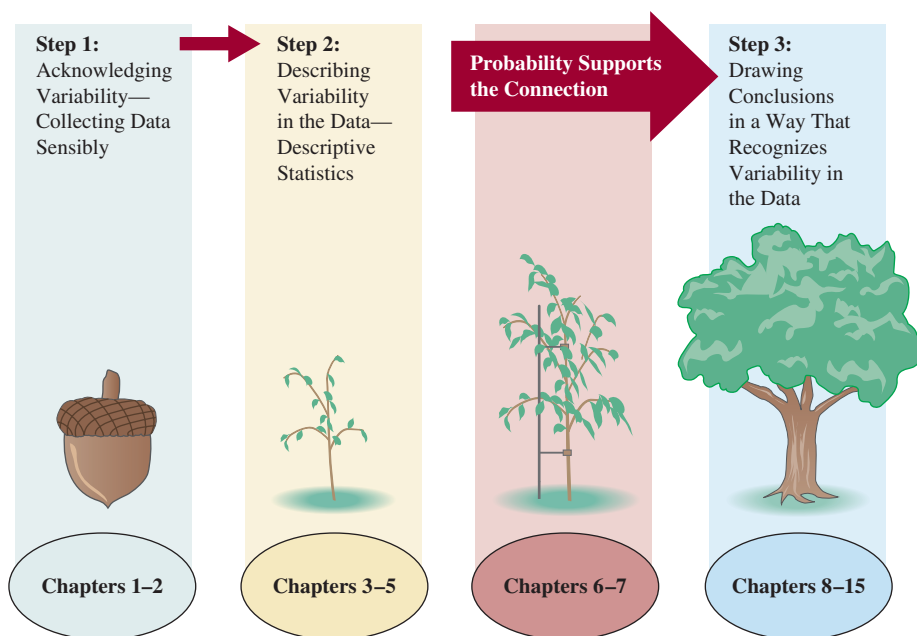 Step 1:
Acknowledging
Variability—
Collecting Data
Sensibly
Step 2:
Describing
Variability
in the Data—
Descriptive
Statistics
Probability Supports
the Connection
Step 3:
Drawing
Conclusions
in a Way That
Recognizes
Variability in
the Data
Chapters 1–2
Chapters 3–5
Chapters 6–7
Chapters 8–15